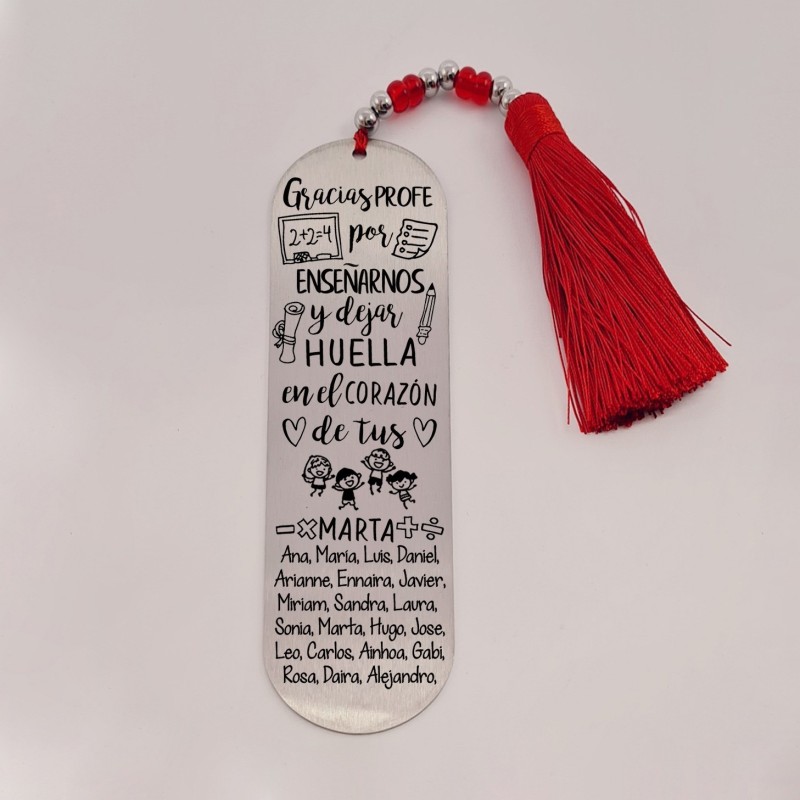 Gracias PROFE
2+2=4
por
ENSEÑARNOS
y dejar
HUELLA
en el CORAZÓN
de tus
-×MARTA+÷
Ana, María, Luis, Daniel,
Arianne, Ennaira, Javier,
Miriam, Sandra, Laura,
Sonia, Marta, Hugo, Jose,
Leo, Carlos, Ainhoa, Gabi,
Rosa, Daira, Alejandro,